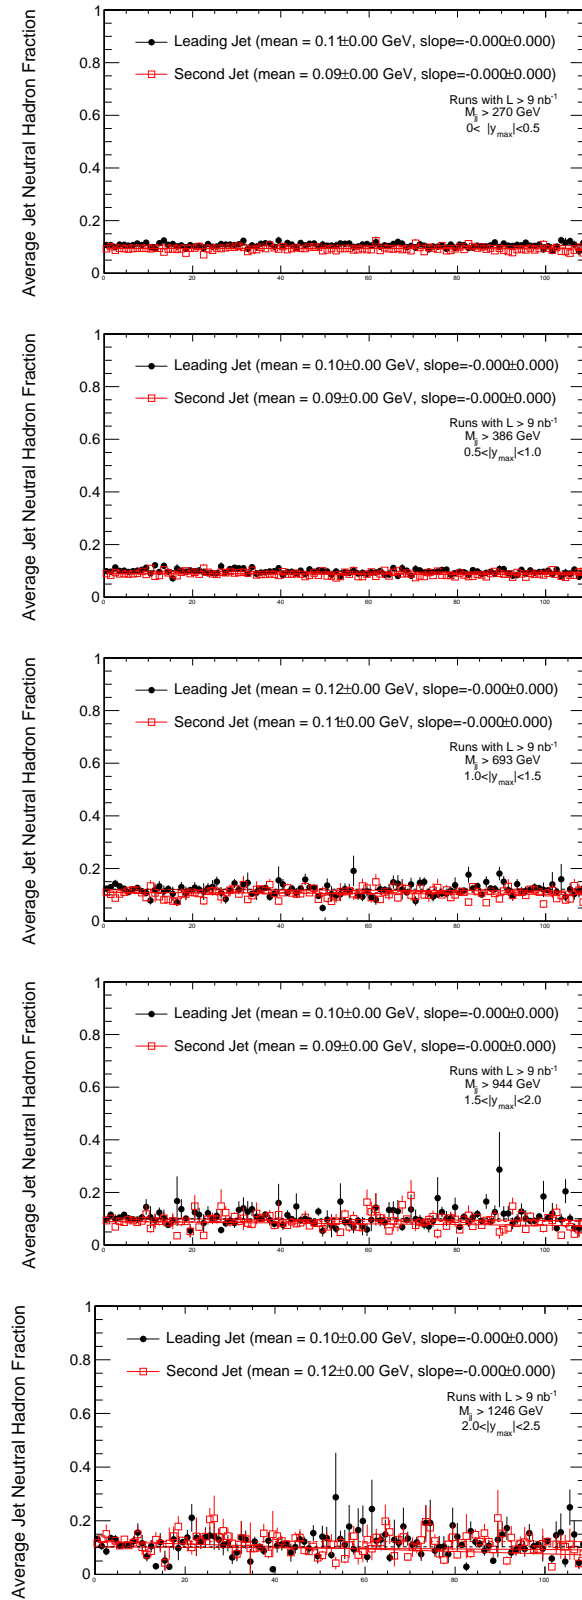 Average Jet Neutral Hadron Fraction
Leading Jet (mean = 0.11±0.00 GeV, slope=-0.000±0.000)
Second Jet (mean = 0.09±0.00 GeV, slope=-0.000±0.000)
Runs with L > 9 nb-1
Mjj > 270 GeV
0< |ymax|<0.5
1
0.8
0.6
0.4
0.2
0
0 20 40 60 80 100
Average Jet Neutral Hadron Fraction
Leading Jet (mean = 0.10±0.00 GeV, slope=-0.000±0.000)
Second Jet (mean = 0.09±0.00 GeV, slope=-0.000±0.000)
Runs with L > 9 nb-1
Mjj > 386 GeV
0.5<|ymax|<1.0
1
0.8
0.6
0.4
0.2
0
0 20 40 60 80 100
Average Jet Neutral Hadron Fraction
Leading Jet (mean = 0.12±0.00 GeV, slope=-0.000±0.000)
Second Jet (mean = 0.11±0.00 GeV, slope=-0.000±0.000)
Runs with L > 9 nb-1
Mjj > 693 GeV
1.0<|ymax|<1.5
1
0.8
0.6
0.4
0.2
0
0 20 40 60 80 100
Average Jet Neutral Hadron Fraction
Leading Jet (mean = 0.10±0.00 GeV, slope=-0.000±0.000)
Second Jet (mean = 0.09±0.00 GeV, slope=-0.000±0.000)
Runs with L > 9 nb-1
Mjj > 944 GeV
1.5<|ymax|<2.0
1
0.8
0.6
0.4
0.2
0
0 20 40 60 80 100
Average Jet Neutral Hadron Fraction
Leading Jet (mean = 0.10±0.00 GeV, slope=-0.000±0.000)
Second Jet (mean = 0.12±0.00 GeV, slope=-0.000±0.000)
Runs with L > 9 nb-1
Mjj > 1246 GeV
2.0<|ymax|<2.5
1
0.8
0.6
0.4
0.2
0
0 20 40 60 80 100